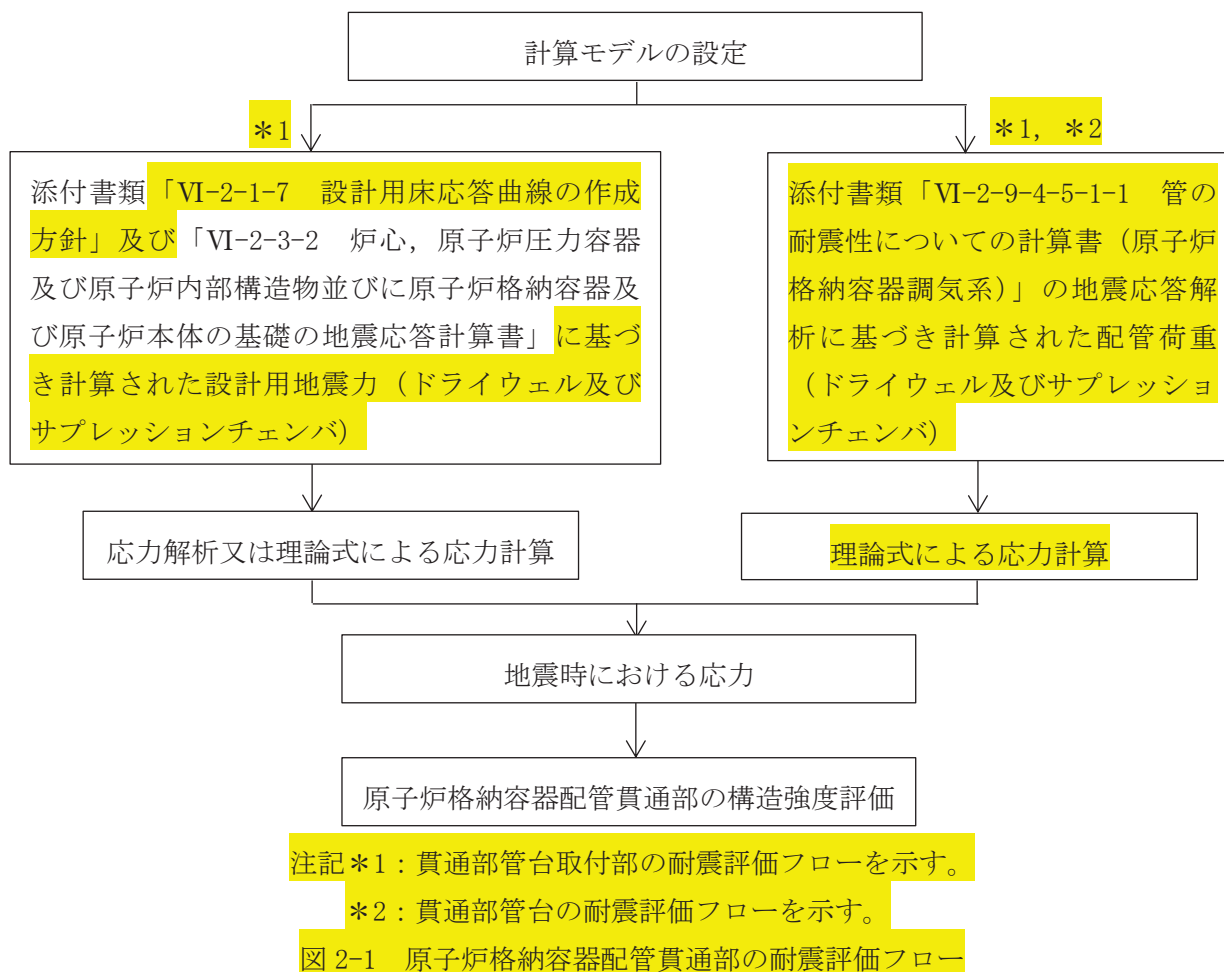 計算モデルの設定
＊1
＊1，＊2
添付書類「Ⅵ-2-1-7　設計用床応答曲線の作成
方針」及び「Ⅵ-2-3-2　炉心，原子炉圧力容器
及び原子炉内部構造物並びに原子炉格納容器及
び原子炉本体の基礎の地震応答計算書」に基づ
き計算された設計用地震力（ドライウェル及び
サプレッションチェンバ）
添付書類「Ⅵ-2-9-4-5-1-1　管の
耐震性についての計算書（原子炉
格納容器調気系）」の地震応答解
析に基づき計算された配管荷重
（ドライウェル及びサプレッショ
ンチェンバ）
応力解析又は理論式による応力計算
理論式による応力計算
地震時における応力
原子炉格納容器配管貫通部の構造強度評価
注記＊1：貫通部管台取付部の耐震評価フローを示す。
＊2：貫通部管台の耐震評価フローを示す。
図 2-1　原子炉格納容器配管貫通部の耐震評価フロー